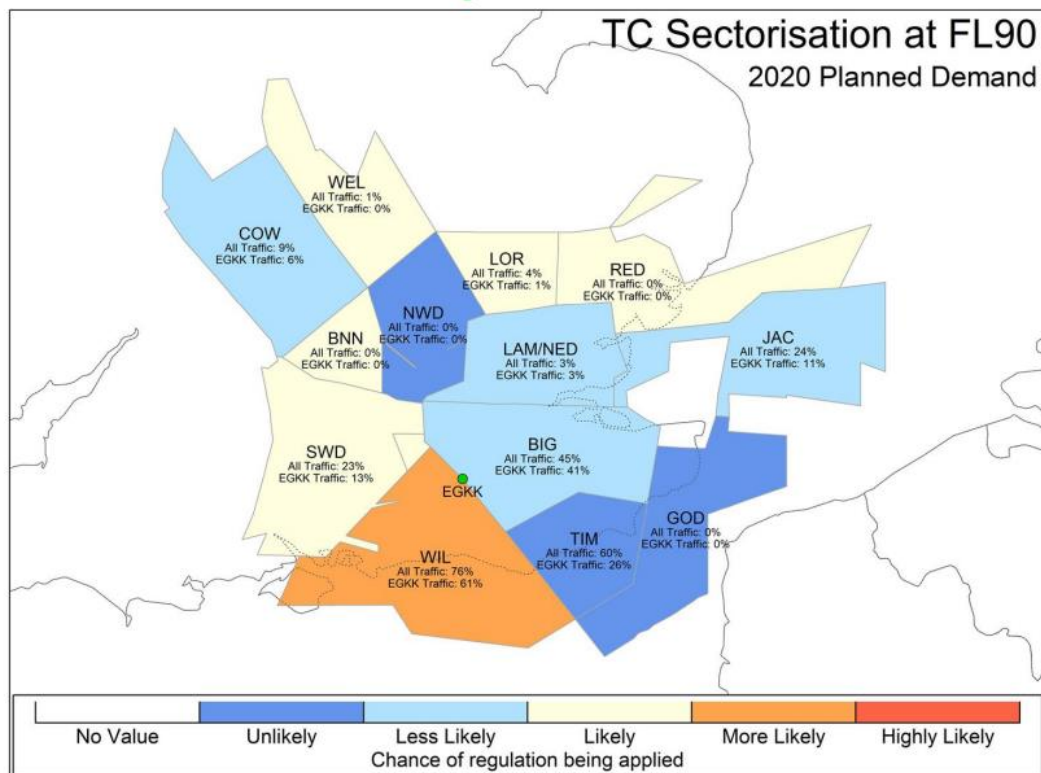 TC Sectorisation at FL90
2020 Planned Demand
WEL
All Traffic: 1%
EGKK Traffic: 0%
COW
All Traffic: 9%
EGKK Traffic: 6%
LOR
All Traffic: 4%
EGKK Traffic: 1%
RED
All Traffic: 0%
EGKK Traffic: 0%
NWD
All Traffic: 0%
EGKK Traffic: 0%
BNN
All Traffic: 0%
EGKK Traffic: 0%
LAM/NED
All Traffic: 3%
EGKK Traffic: 3%
JAC
All Traffic: 24%
EGKK Traffic: 11%
SWD
All Traffic: 23%
EGKK Traffic: 13%
BIG
All Traffic: 45%
EGKK Traffic: 41%
EGKK
GOD
All Traffic: 0%
EGKK Traffic: 0%
TIM
All Traffic: 60%
EGKK Traffic: 26%
WIL
All Traffic: 76%
EGKK Traffic: 61%
No Value
Unlikely
Less Likely
Likely
More Likely
Highly Likely
Chance of regulation being applied